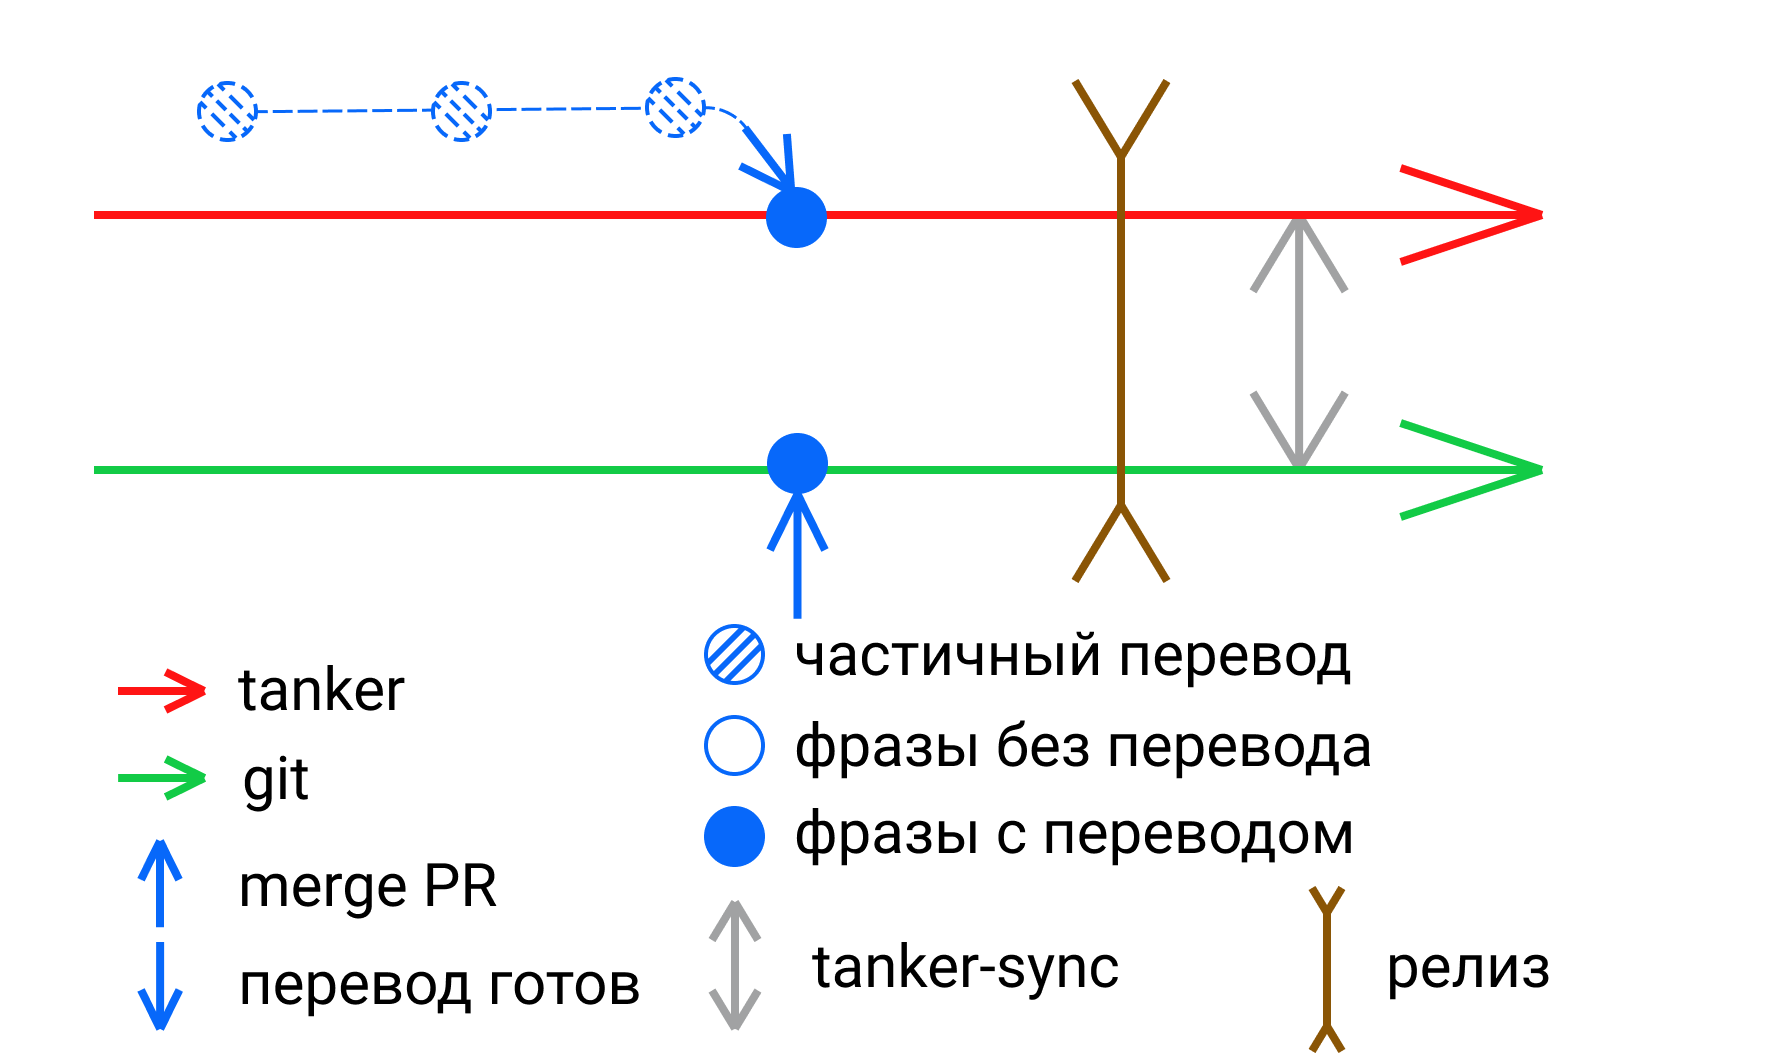 tanker
git
merge PR
перевод готов
частичный перевод
фразы без перевода
фразы с переводом
tanker-sync
релиз